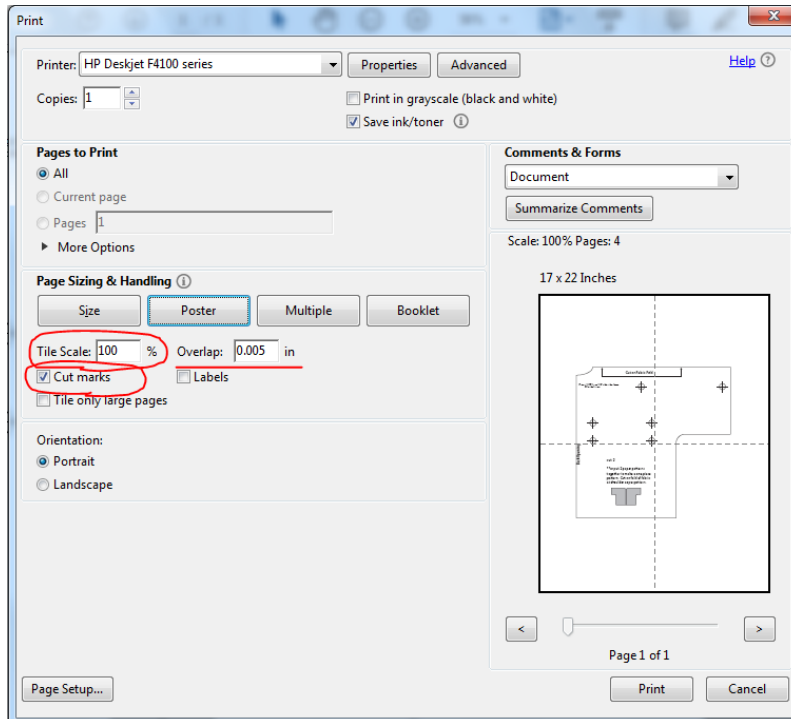 Print
Printer: HP Deskjet F4100 series Properties Advanced Help
Copies: 1 Print in grayscale (black and white)
Save ink/toner
Pages to Print
All
Current page
Pages 1
More Options
Comments & Forms
Document
Summarize Comments
Scale: 100% Pages: 4
Page Sizing & Handling
Size Poster Multiple Booklet
Tile Scale: 100 % Overlap: 0.005 in
Cut marks Labels
Tile only large pages
Orientation:
Portrait
Landscape
17 x 22 Inches
< >
Page 1 of 1
Page Setup... Print Cancel